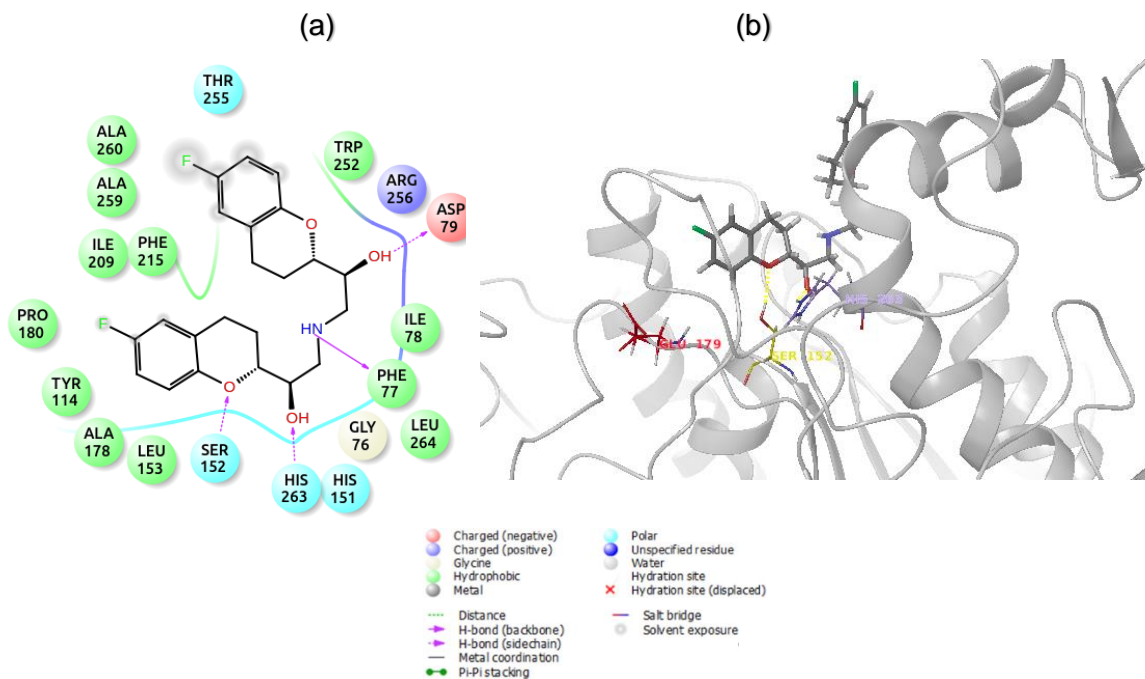 (a)
(b)
THR
255
ALA
260
F
TRP
252
ARG
256
ALA
259
ASP
79
O
ILE
209
PHE
215
OH
PRO
180
F
HN
ILE
78
TYR
114
O
PHE
77
OH
ALA
178
LEU
153
SER
152
GLY
76
LEU
264
HIS
263
HIS
151
HIS 263
GLU 179
SER 152
Charged (negative)
Charged (positive)
Glycine
Hydrophobic
Metal
Distance
H-bond (backbone)
H-bond (sidechain)
Metal coordination
Pi-Pi stacking
Polar
Unspecified residue
Water
Hydration site
Hydration site (displaced)
Salt bridge
Solvent exposure